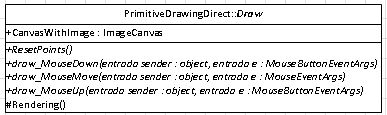 PrimitiveDrawingDirect::Draw
+CanvasWithImage : ImageCanvas
+ResetPoints()
+draw_MouseDown(entrada sender : object, entrada e : MouseButtonEventArgs)
+draw_MouseMove(entrada sender : object, entrada e : MouseEventArgs)
+draw_MouseUp(entrada sender : object, entrada e : MouseButtonEventArgs)
#Rendering()